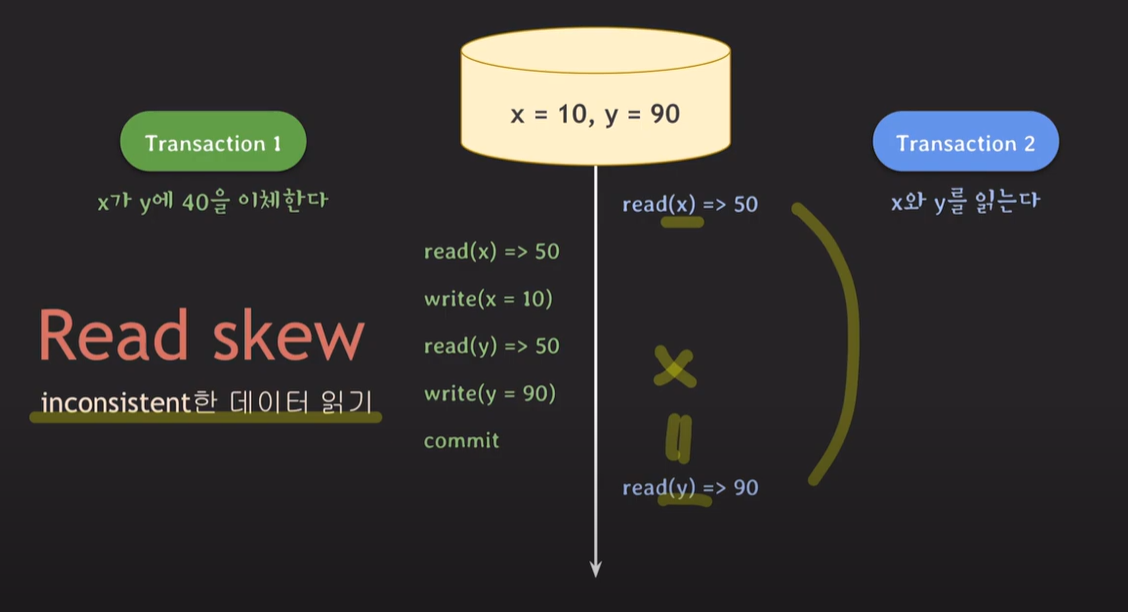 x = 10, y = 90
Transaction 1
x가 y에 40을 이체한다
Transaction 2
x와 y를 읽는다
read(x) => 50
read(x) => 50
write(x = 10)
read(y) => 50
write(y = 90)
commit
read(y) => 90
Read skew
inconsistent한 데이터 읽기